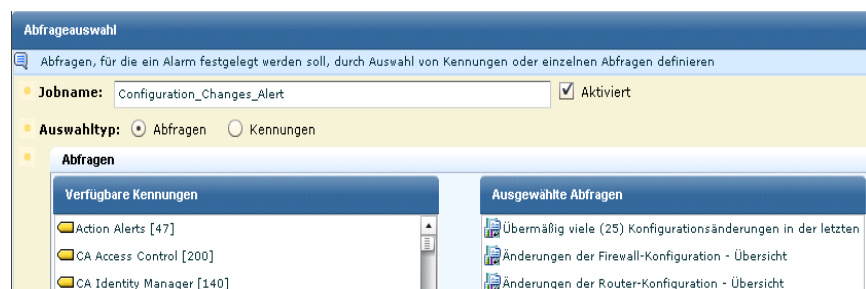 Abfrageauswahl
Abfragen, für die ein Alarm festgelegt werden soll, durch Auswahl von Kennungen oder einzelnen Abfragen definieren
Jobname: Configuration_Changes_Alert Aktiviert
Auswahltyp: Abfragen Kennungen
Abfragen
Verfügbare Kennungen
Action Alerts [47]
CA Access Control [200]
CA Identity Manager [140]
Ausgewählte Abfragen
Übermäßig viele (25) Konfigurationsänderungen in der letzten
Änderungen der Firewall-Konfiguration - Übersicht
Änderungen der Router-Konfiguration - Übersicht